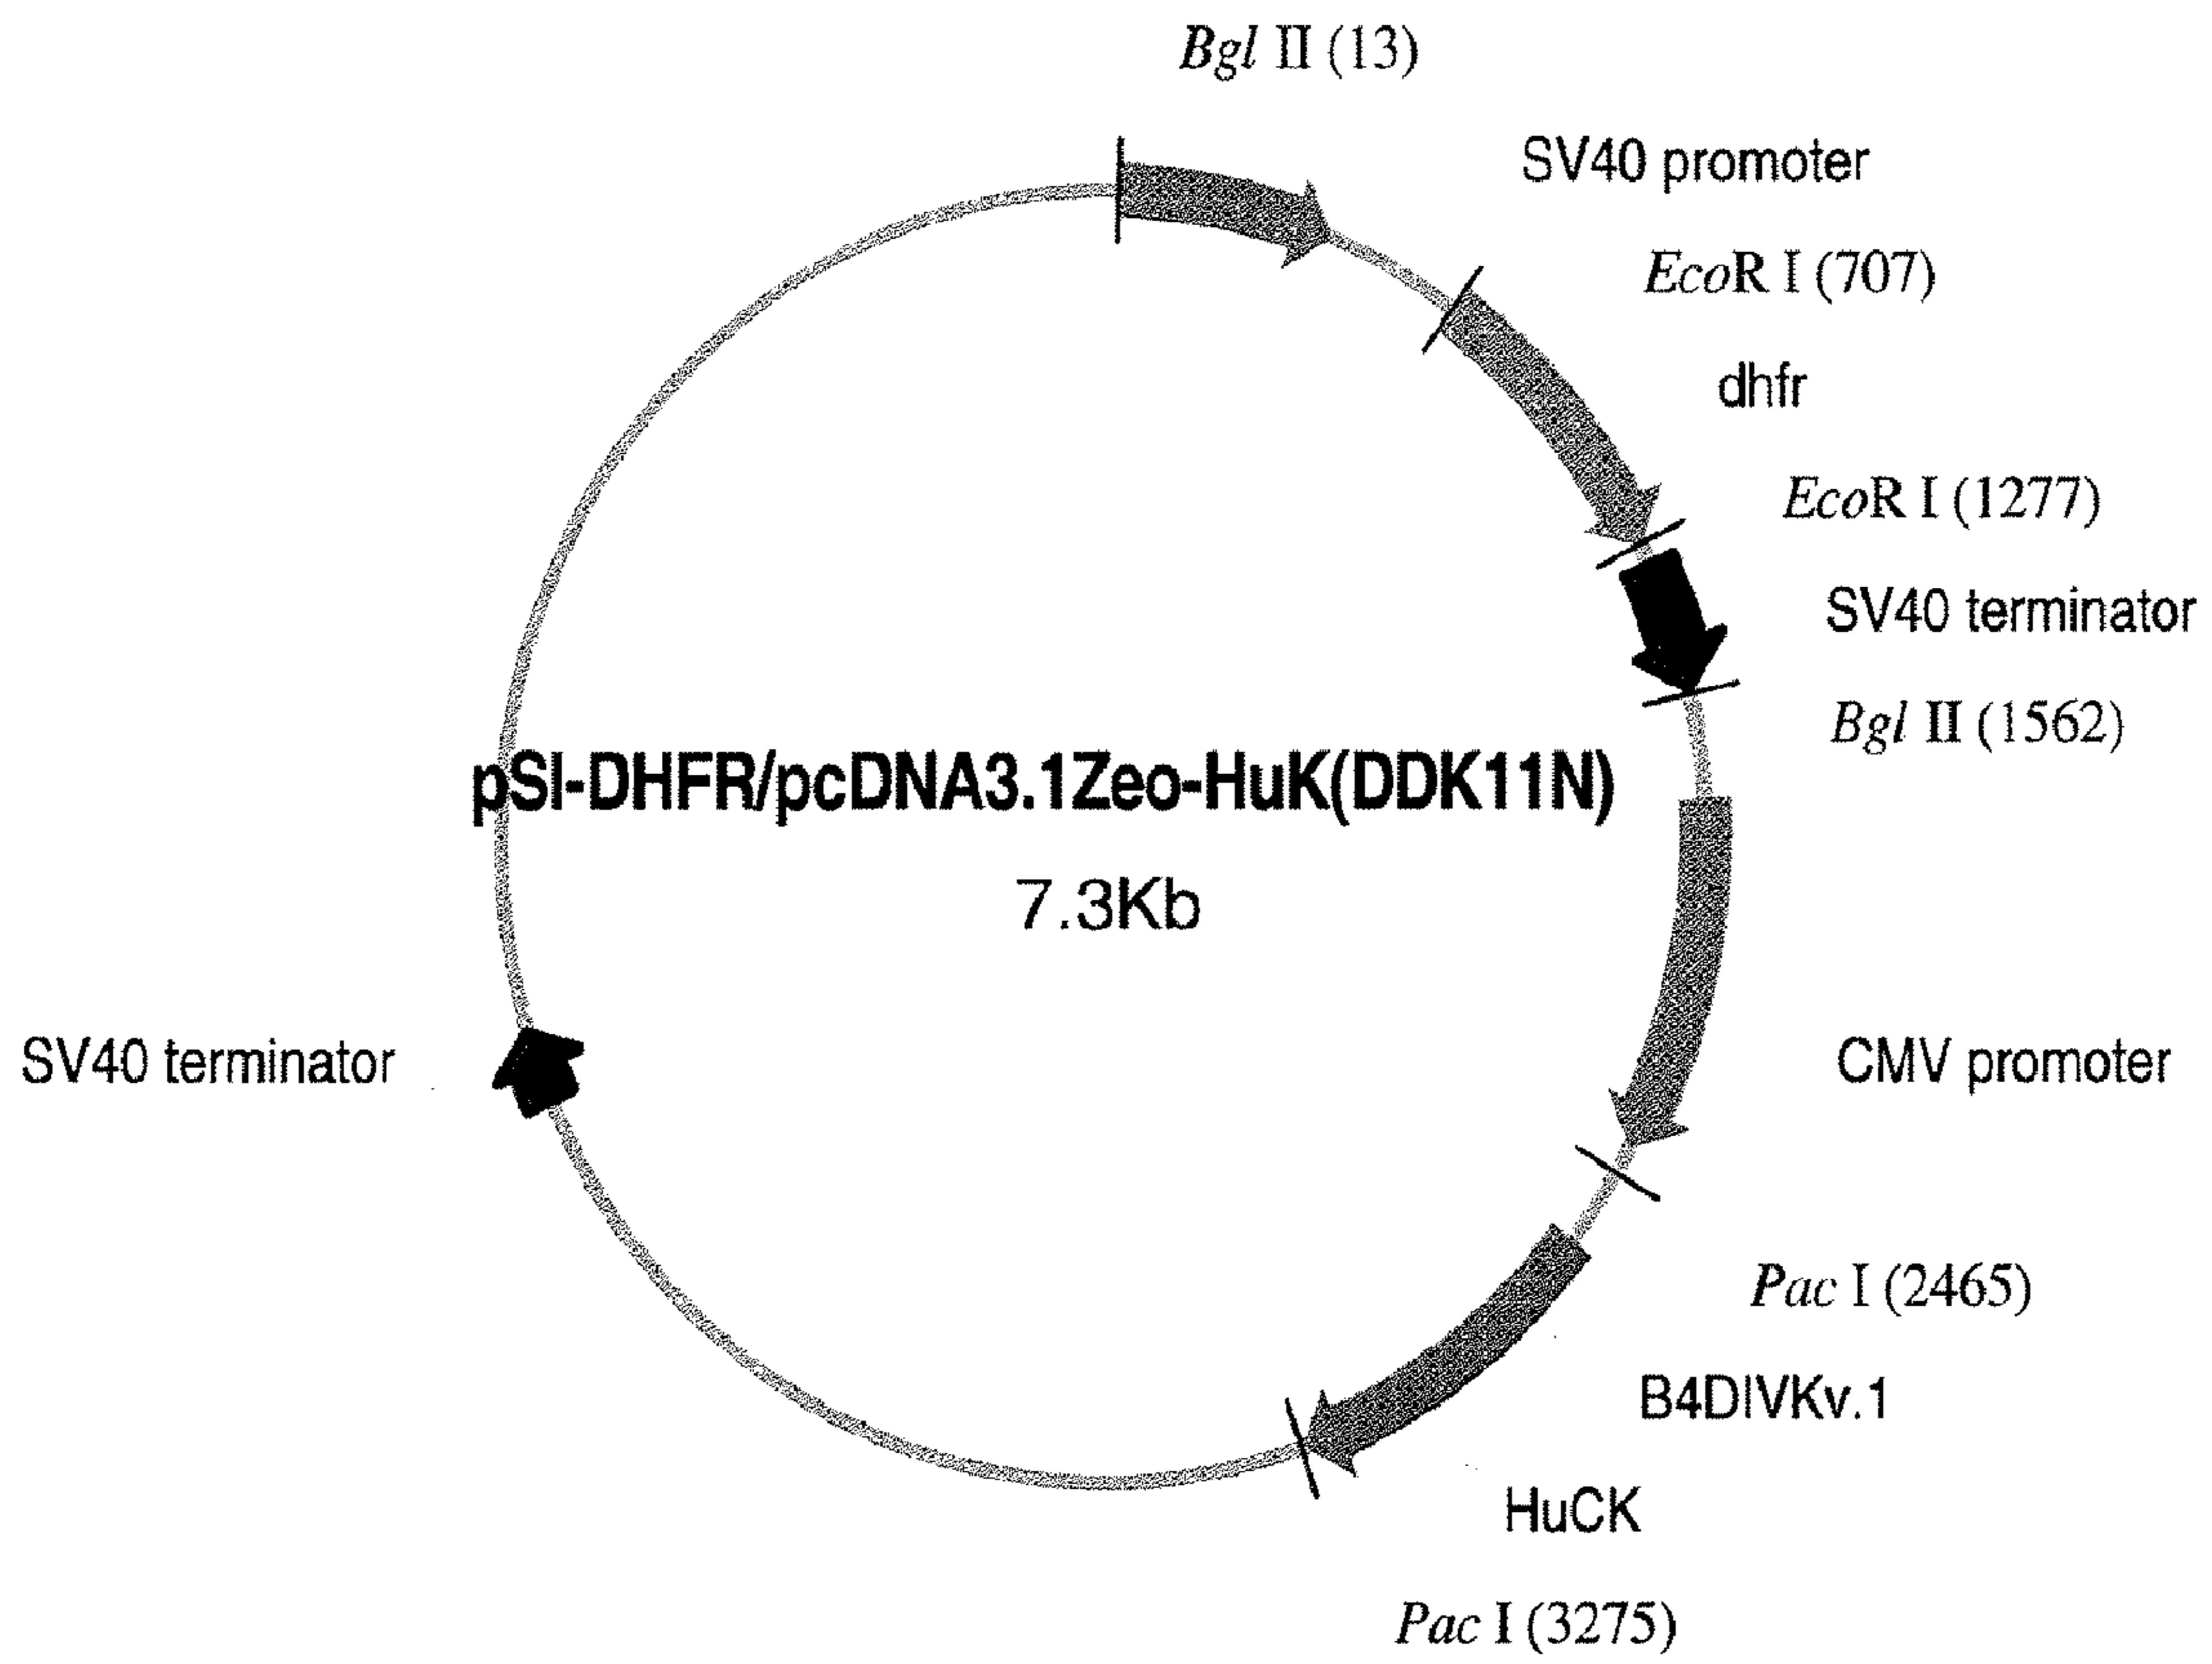 Bgl II (13)
SV40 promoter
EcoR I (707)
dhfr
EcoR I (1277)
SV40 terminator
Bgl II (1562)
pSI-DHFR/pcDNA3.1Zeo-HuK(DDK11N)
7.3Kb
SV40 terminator
CMV promoter
Pac I (2465)
B4DIVKv.1
HuCK
Pac I (3275)